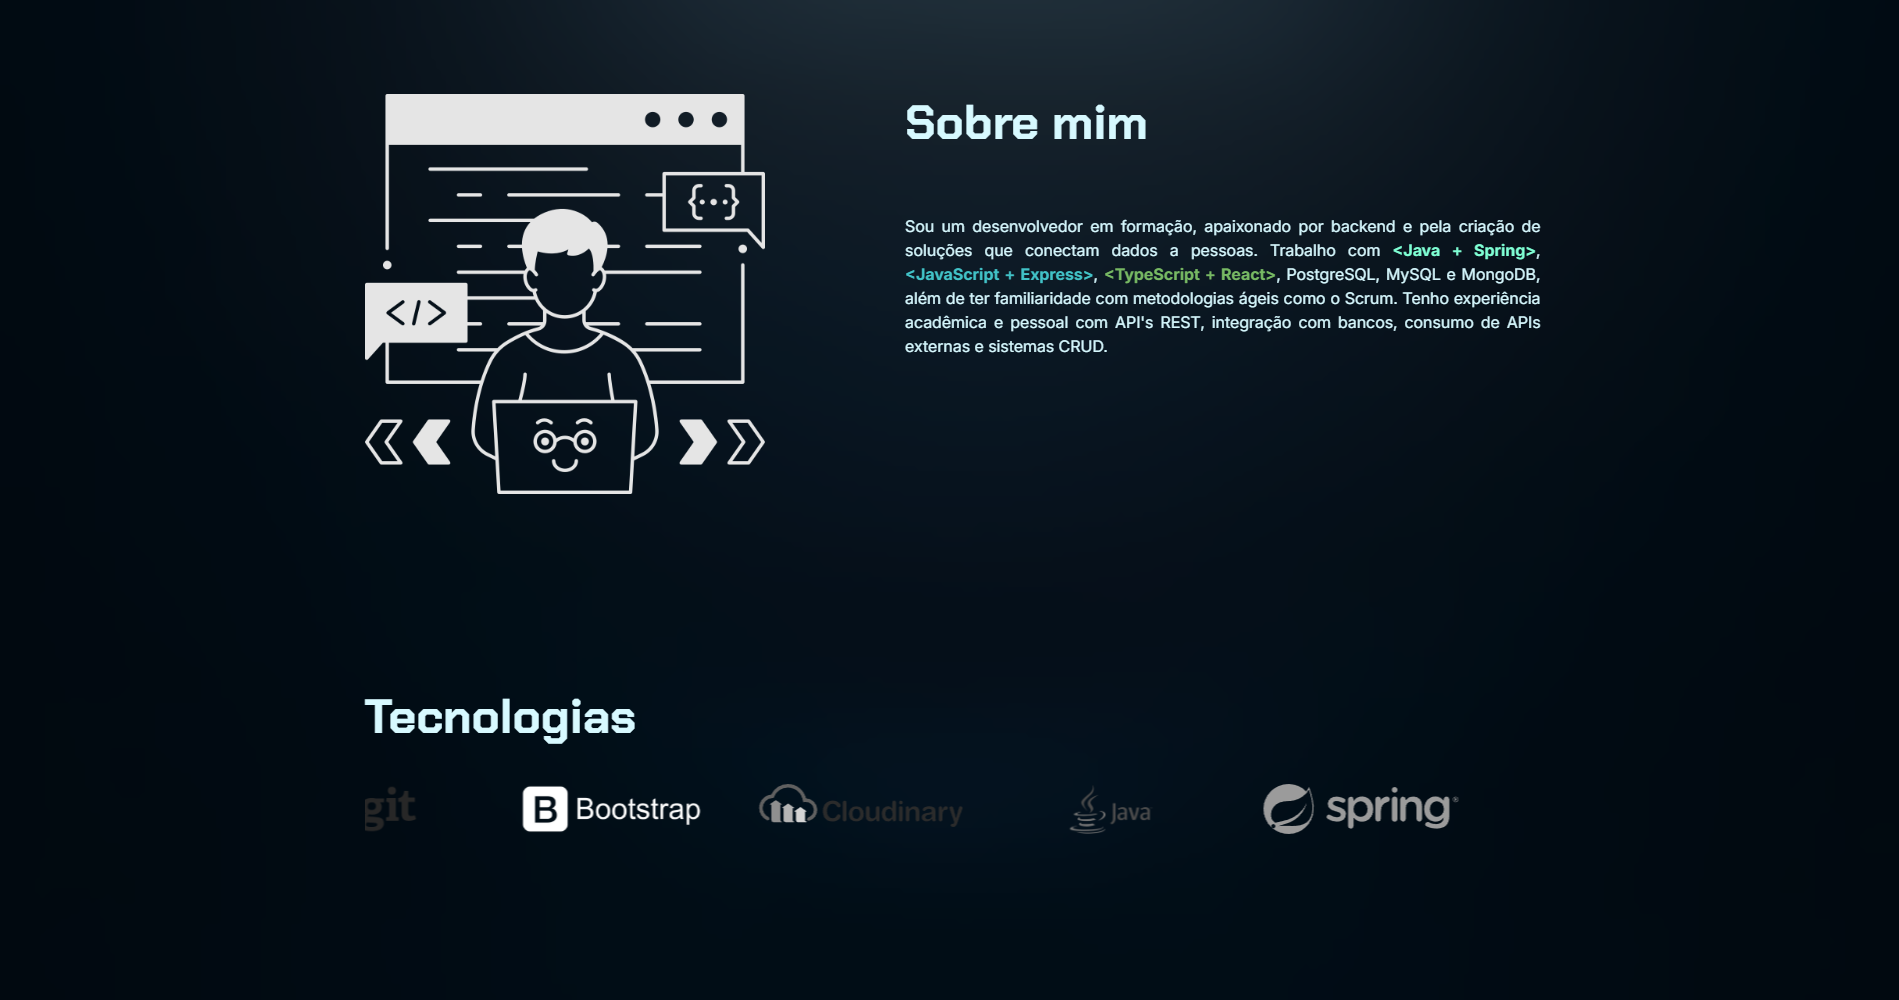 Sobre mim
{...}
Sou um desenvolvedor em formação, apaixonado por backend e pela criação de
soluções que conectam dados a pessoas. Trabalho com <Java + Spring>,
<JavaScript + Express>, <TypeScript + React>, PostgreSQL, MySQL e MongoDB,
além de ter familiaridade com metodologias ágeis como o Scrum. Tenho experiência
acadêmica e pessoal com API's REST, integração com bancos, consumo de APIs
externas e sistemas CRUD.
</>
Tecnologias
git
B Bootstrap
Cloudinary
Java
spring®